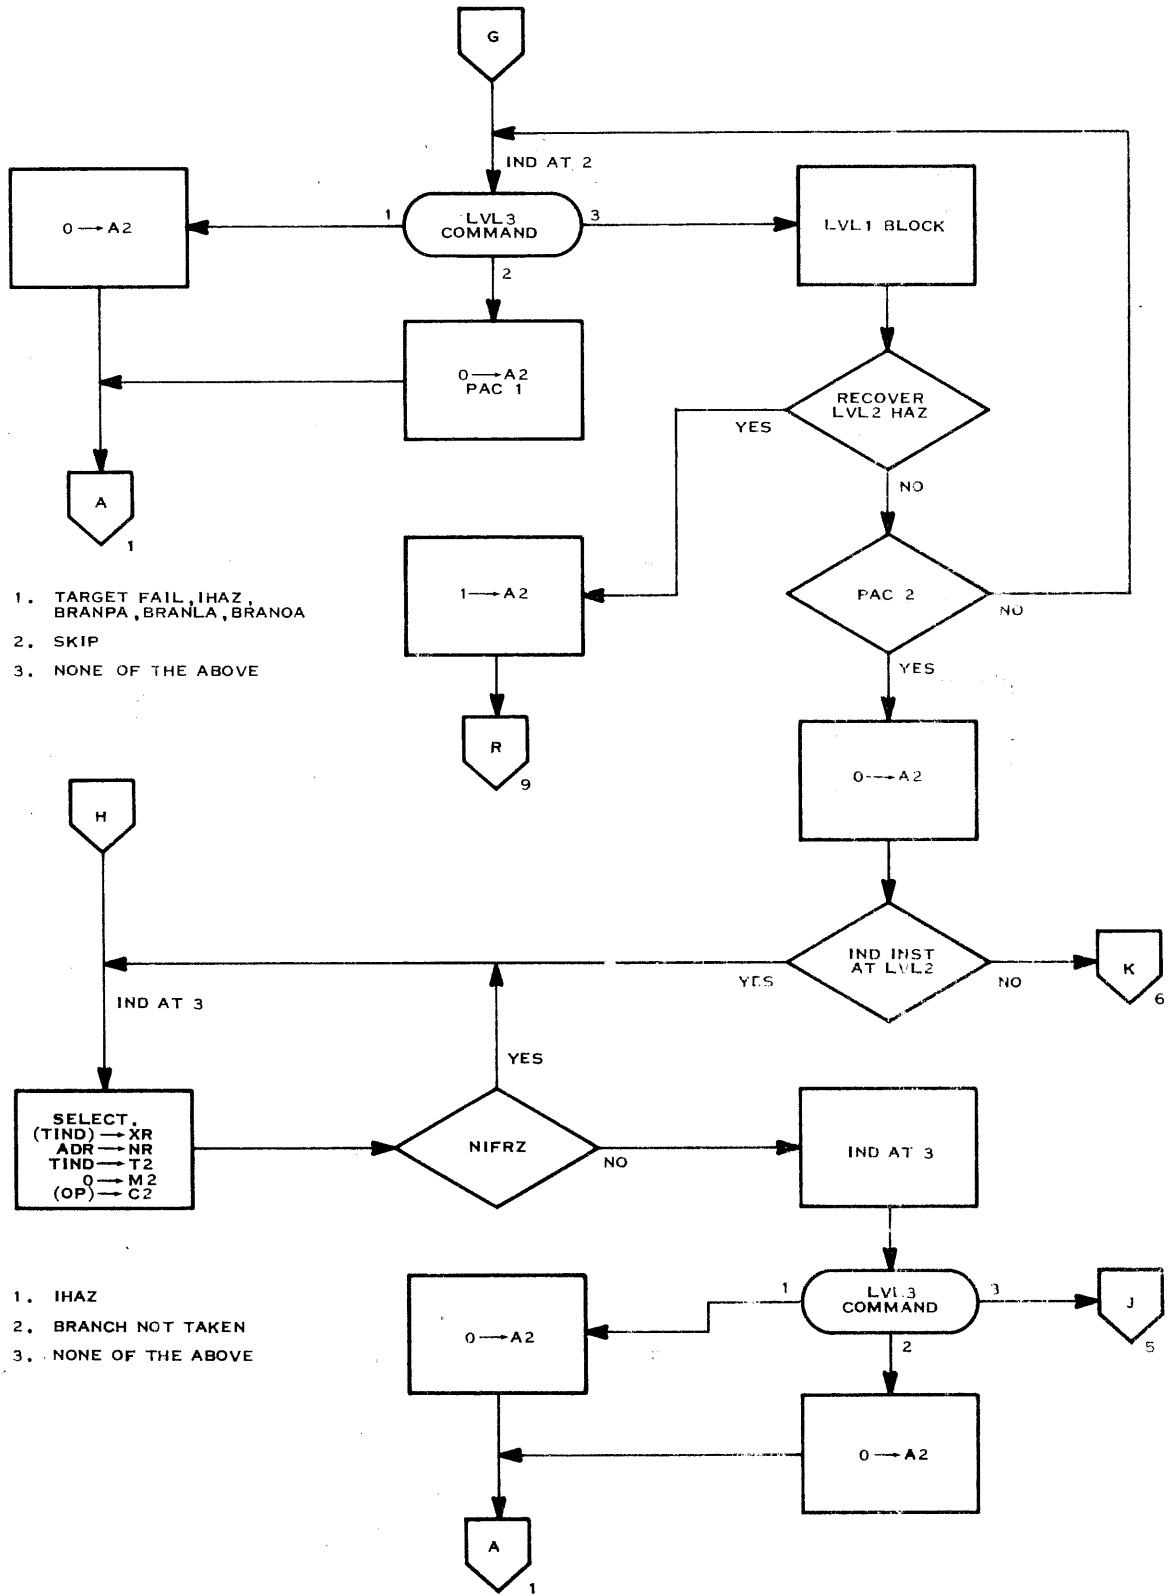 G
IND AT 2
1
LVL3
COMMAND
3
2
0 → A2
LVL1 BLOCK
0 → A2
PAC 1
RECOVER
LVL2 HAZ
YES
NO
A
1
1. TARGET FAIL, IHAZ,
BRANPA, BRANLA, BRANOA
2. SKIP
3. NONE OF THE ABOVE
1 → A2
PAC 2
NO
YES
R
9
0 → A2
H
IND INST
AT LVL2
YES
NO
K
6
IND AT 3
YES
SELECT.
(TIND) → XR
ADR → NR
TIND → T2
0 → M2
(OP) → C2
NIFRZ
NO
IND AT 3
1. IHAZ
2. BRANCH NOT TAKEN
3. NONE OF THE ABOVE
0 → A2
1
LVL3
COMMAND
3
2
J
5
0 → A2
A
1